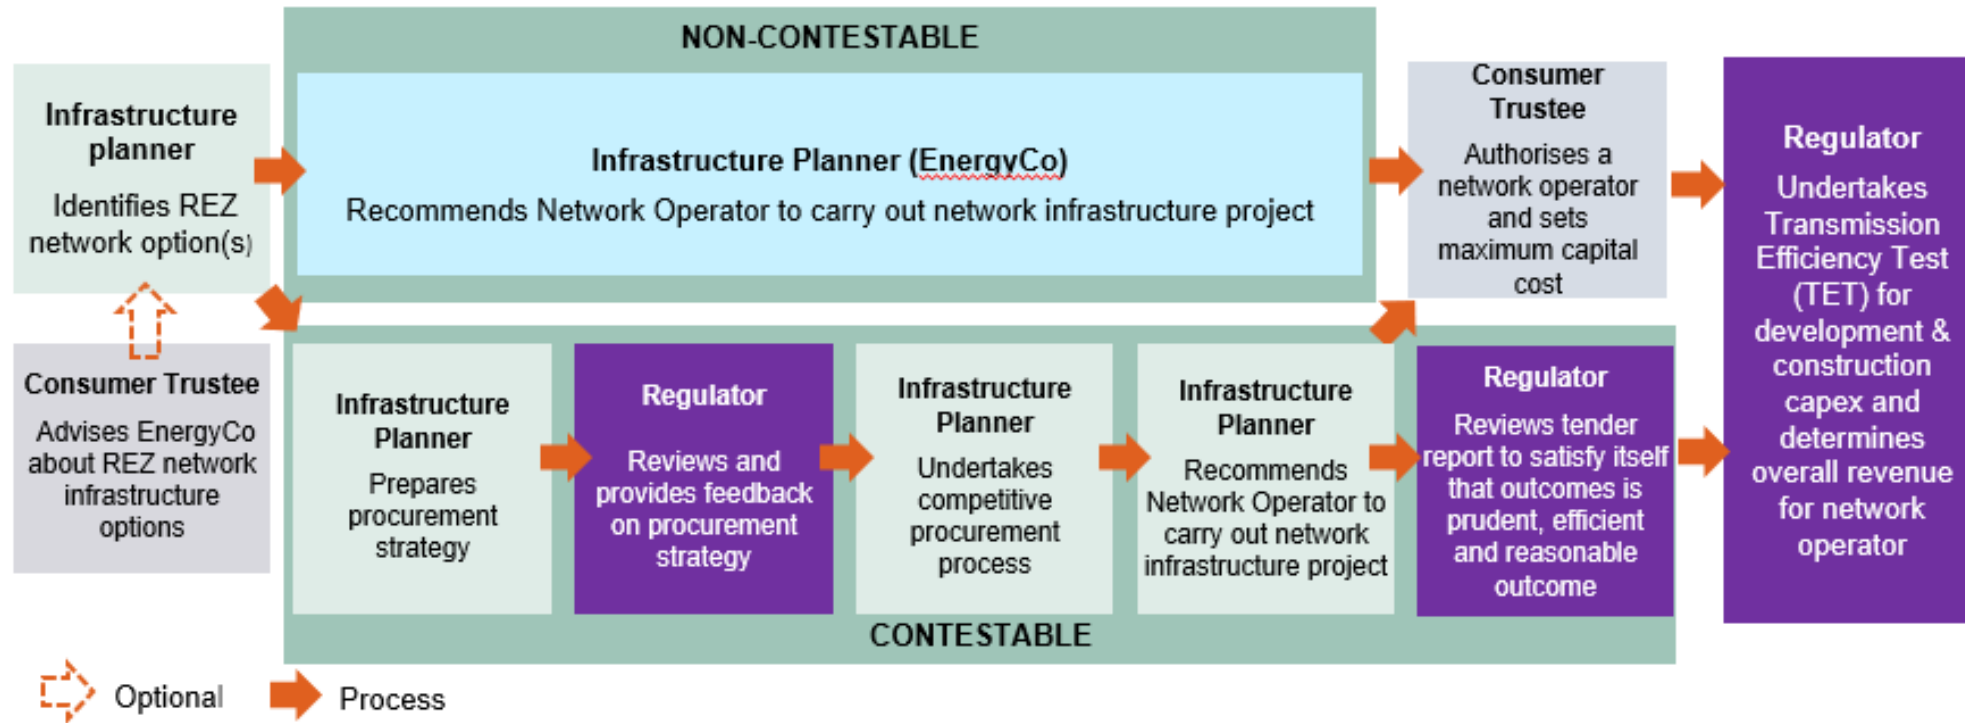 NON-CONTESTABLE
Infrastructure
planner
Identifies REZ
network option(s)
Infrastructure Planner (EnergyCo)
Recommends Network Operator to carry out network infrastructure project
Consumer
Trustee
Authorises a
network operator
and sets
maximum capital
cost
Regulator
Undertakes
Transmission
Efficiency Test
(TET) for
development &
construction
capex and
determines
overall revenue
for network
operator
Consumer Trustee
Advises EnergyCo
about REZ network
infrastructure
options
Infrastructure
Planner
Prepares
procurement
strategy
Regulator
Reviews and
provides feedback
on procurement
strategy
Infrastructure
Planner
Undertakes
competitive
procurement
process
Infrastructure
Planner
Recommends
Network Operator to
carry out network
infrastructure project
Regulator
Reviews tender
report to satisfy itself
that outcomes is
prudent, efficient
and reasonable
outcome
CONTESTABLE
Optional
Process